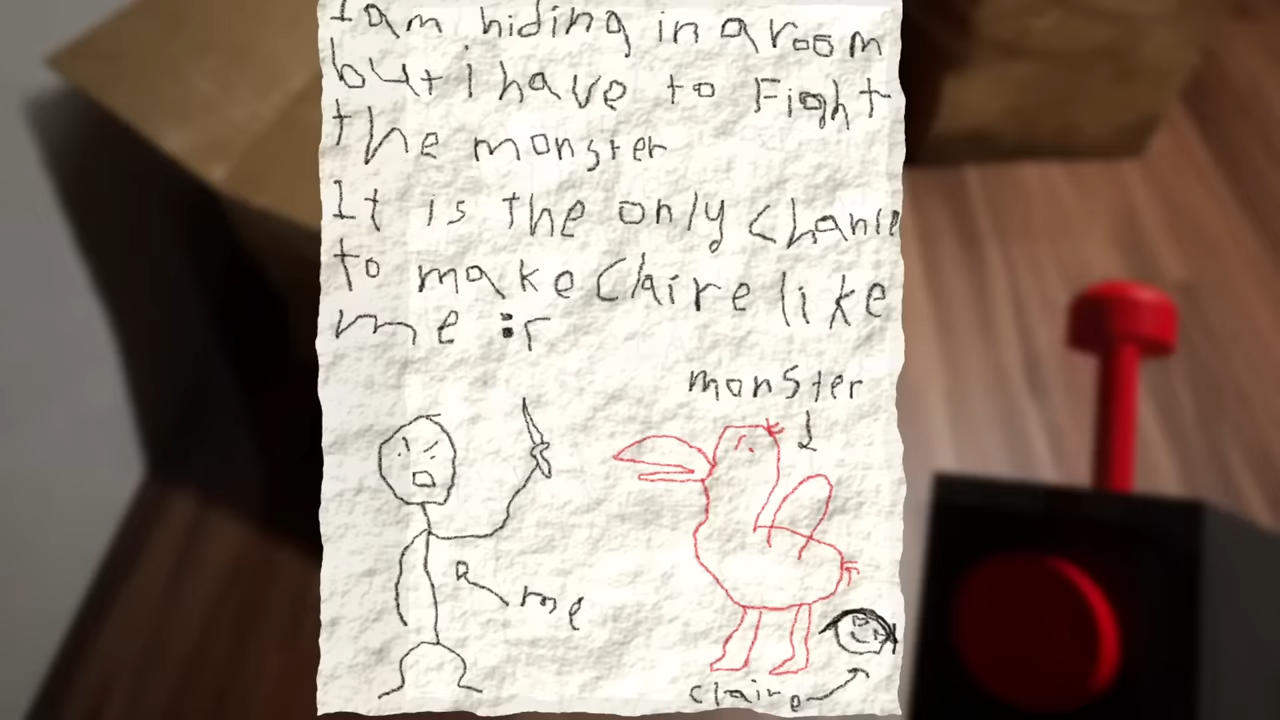 I am hiding in a room
but i have to Fight
the monster
It is the only chance
to make Claire like
me :r
monster
me
claire